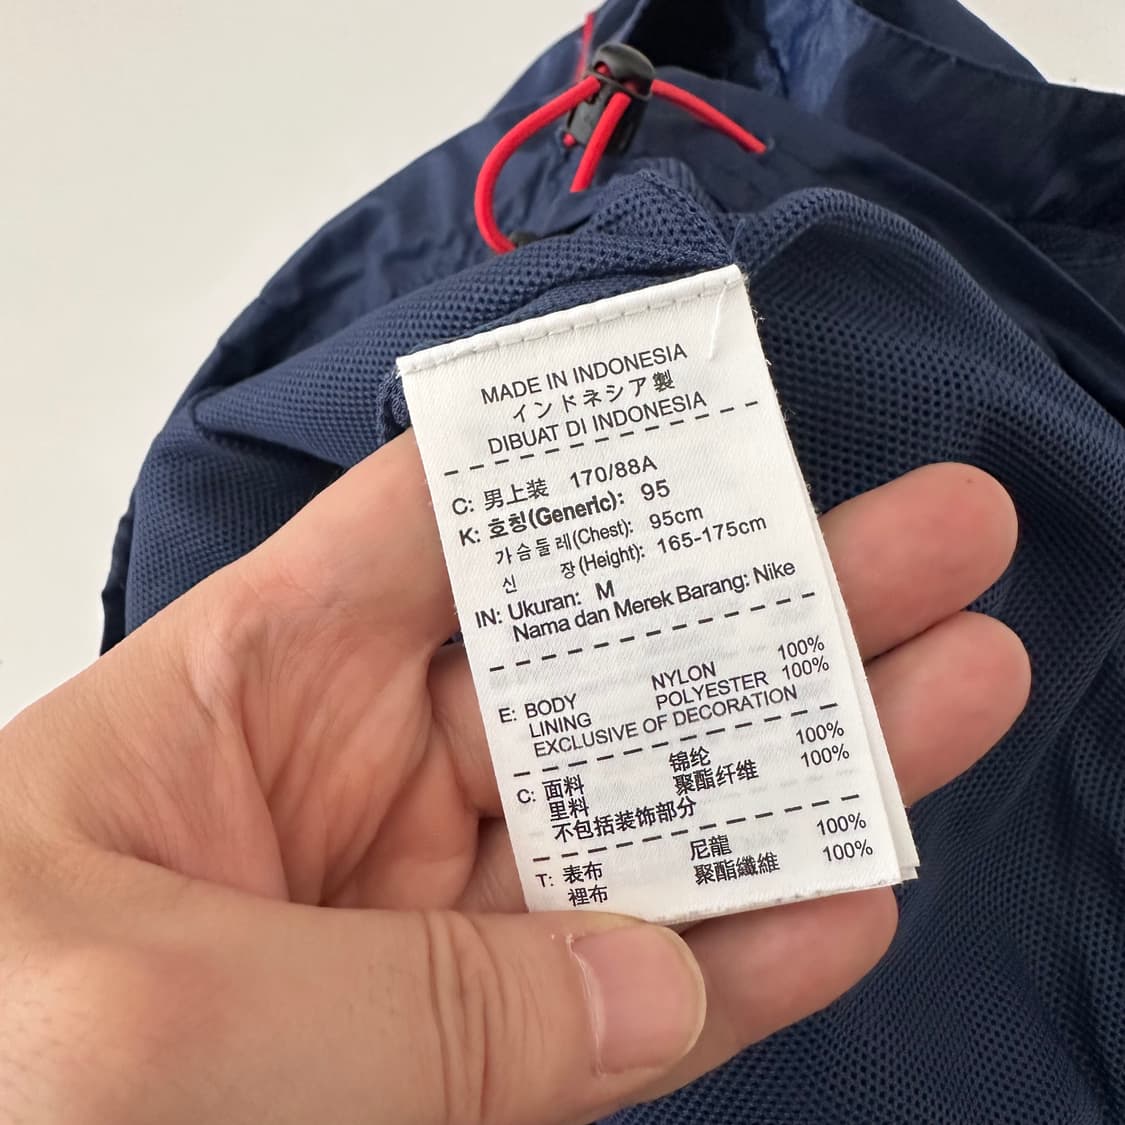 MADE IN INDONESIA
インドネシア製
DIBUAT DI INDONESIA
C: 男上装 170/88A
K: 호칭(Generic): 95
가슴둘레(Chest): 95cm
신 장(Height): 165-175cm
IN: Ukuran: M
Nama dan Merek Barang: Nike
E: BODY NYLON 100%
LINING POLYESTER 100%
EXCLUSIVE OF DECORATION
C: 面料 锦纶 100%
里料 聚酯纤维 100%
不包括装饰部分
T: 表布 尼龍 100%
裡布 聚酯纖維 100%